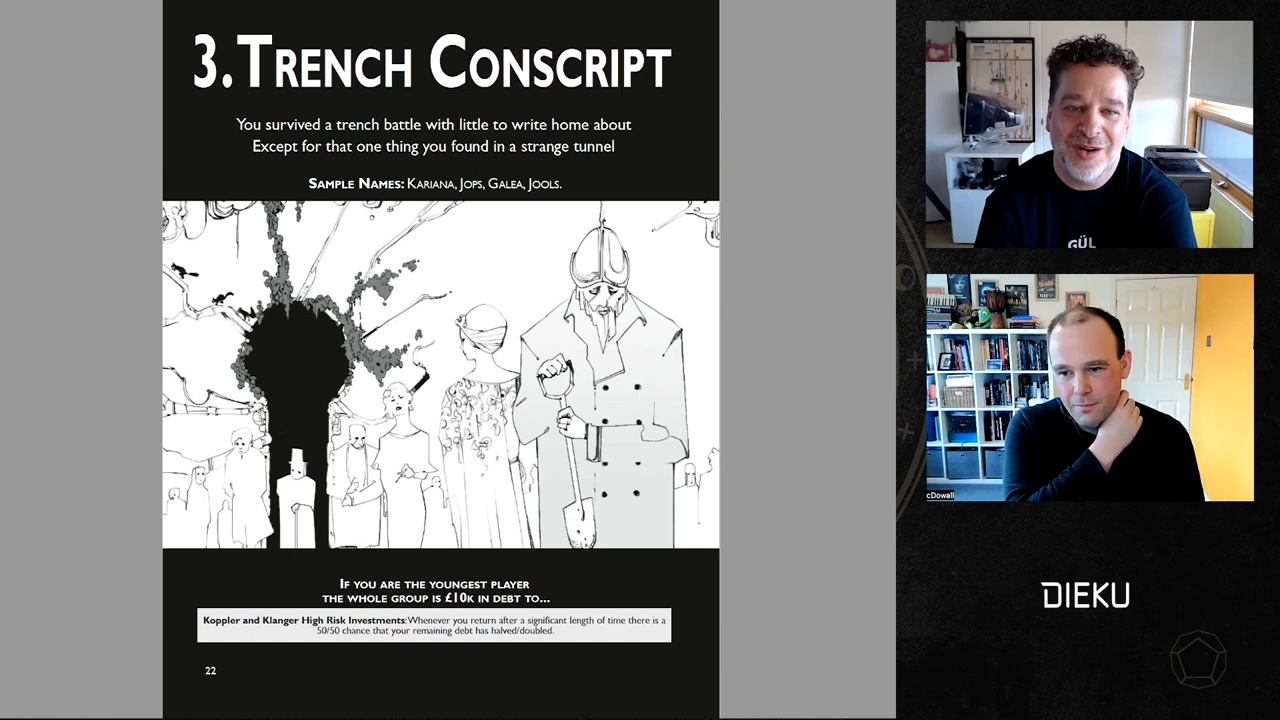 3. Trench Conscript
You survived a trench battle with little to write home about
Except for that one thing you found in a strange tunnel
Sample Names: Kariana, Jops, Galea, Jools.
If you are the youngest player
the whole group is £10k in debt to...
Koppler and Klanger High Risk Investments: Whenever you return after a significant length of time there is a
50/50 chance that your remaining debt has halved/doubled.
22
GÜL
cDowall
DIEKU